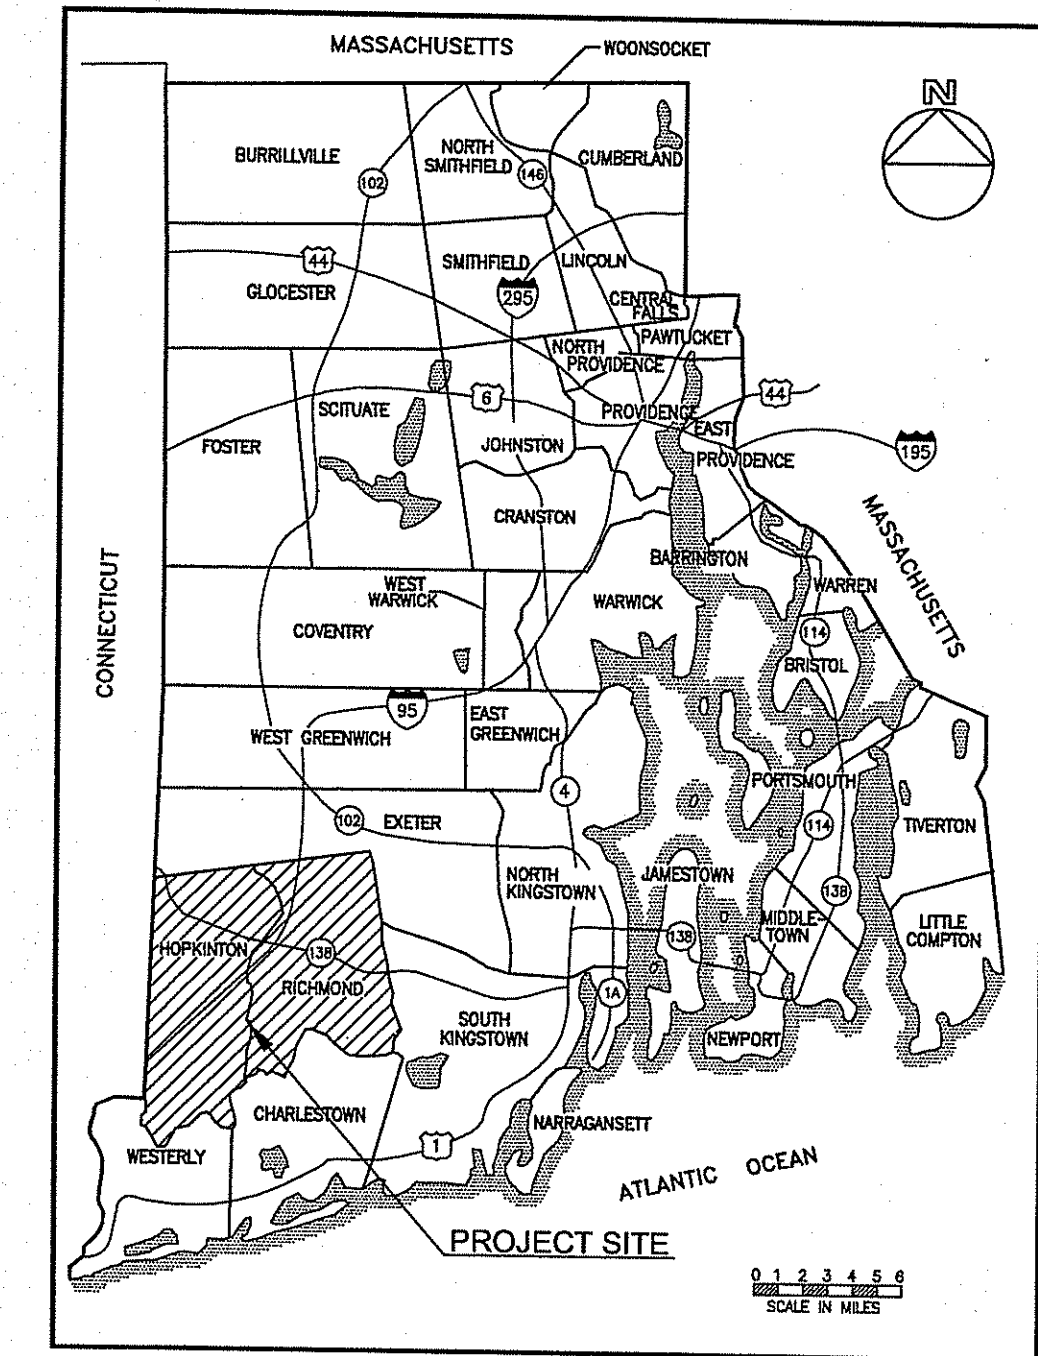 MASSACHUSETTS
WOONSOCKET
N
BURRILLVILLE
NORTH
SMITHFIELD
CUMBERLAND
102
146
44
GLOCESTER
SMITHFIELD
LINCOLN
295
CENTRAL
FALLS
PAWTUCKET
NORTH
PROVIDENCE
6
44
SCITUATE
PROVIDENCE
EAST
PROVIDENCE
FOSTER
JOHNSTON
195
CRANSTON
MASSACHUSETTS
CONNECTICUT
BARRINGTON
WEST
WARWICK
WARWICK
WARREN
COVENTRY
114
BRISTOL
95
WEST GREENWICH
EAST
GREENWICH
4
PORTSMOUTH
102
EXETER
114
TIVERTON
NORTH
KINGSTOWN
JAMESTOWN
138
MIDDLE-
TOWN
LITTLE
COMPTON
HOPKINTON
138
138
RICHMOND
1A
SOUTH
KINGSTOWN
NEWPORT
CHARLESTOWN
NARRAGANSETT
1
WESTERLY
ATLANTIC OCEAN
PROJECT SITE
0 1 2 3 4 5 6
SCALE IN MILES